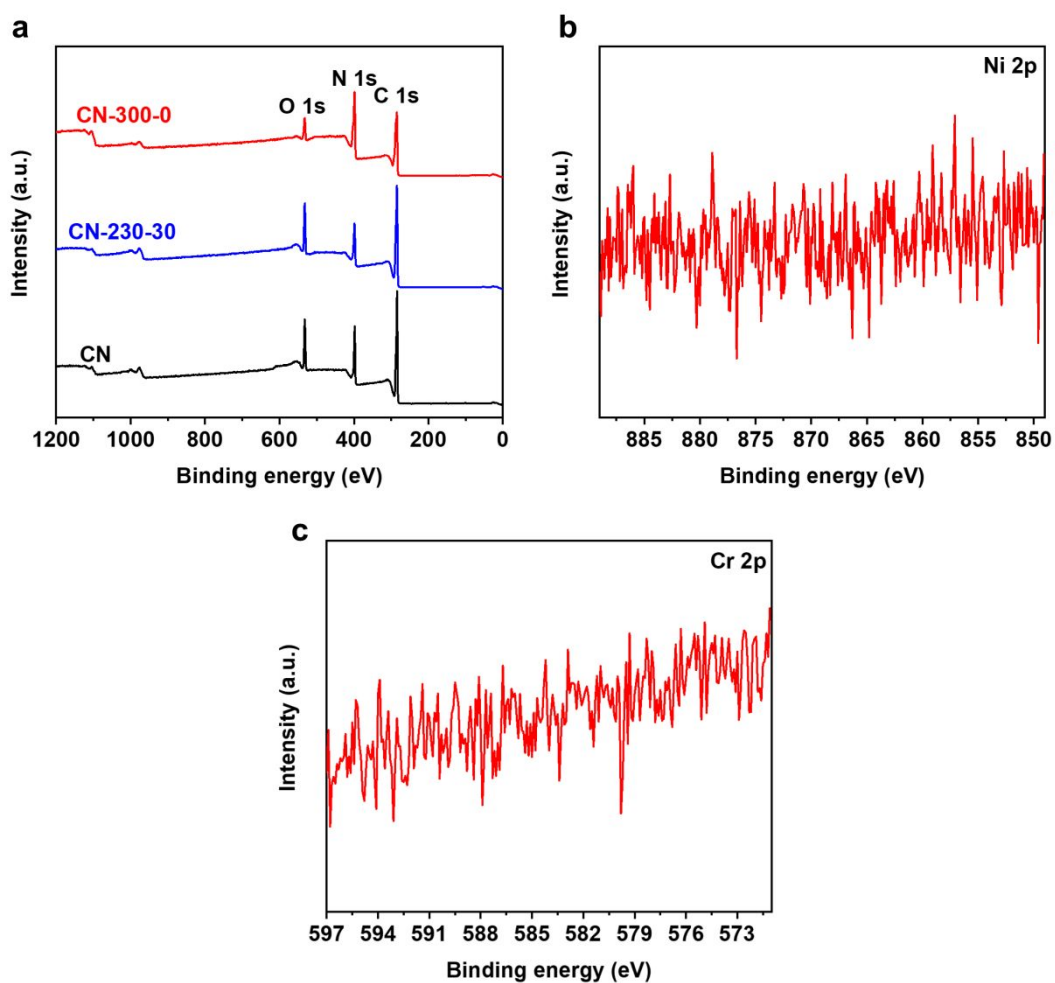 a
N 1s
C 1s
O 1s
CN-300-0
CN-230-30
CN
Intensity (a.u.)
1200 1000 800 600 400 200 0
Binding energy (eV)
b
Ni 2p
Intensity (a.u.)
885 880 875 870 865 860 855 850
Binding energy (eV)
c
Cr 2p
Intensity (a.u.)
597 594 591 588 585 582 579 576 573
Binding energy (eV)